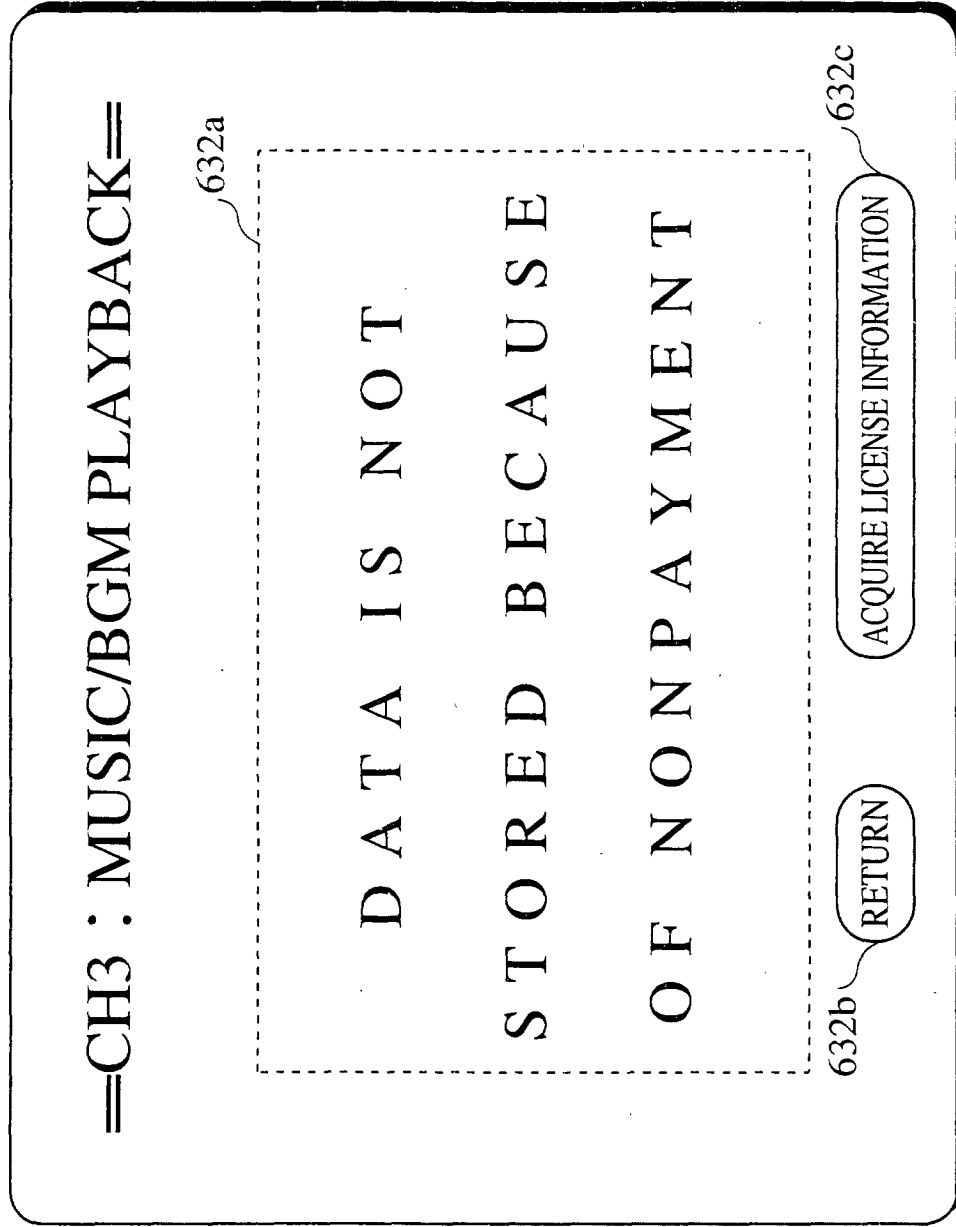 =CH3 : MUSIC/BGM PLAYBACK=
632a
DATA IS NOT
STORED BECAUSE
OF NONPAYMENT
632b
RETURN
ACQUIRE LICENSE INFORMATION
632c